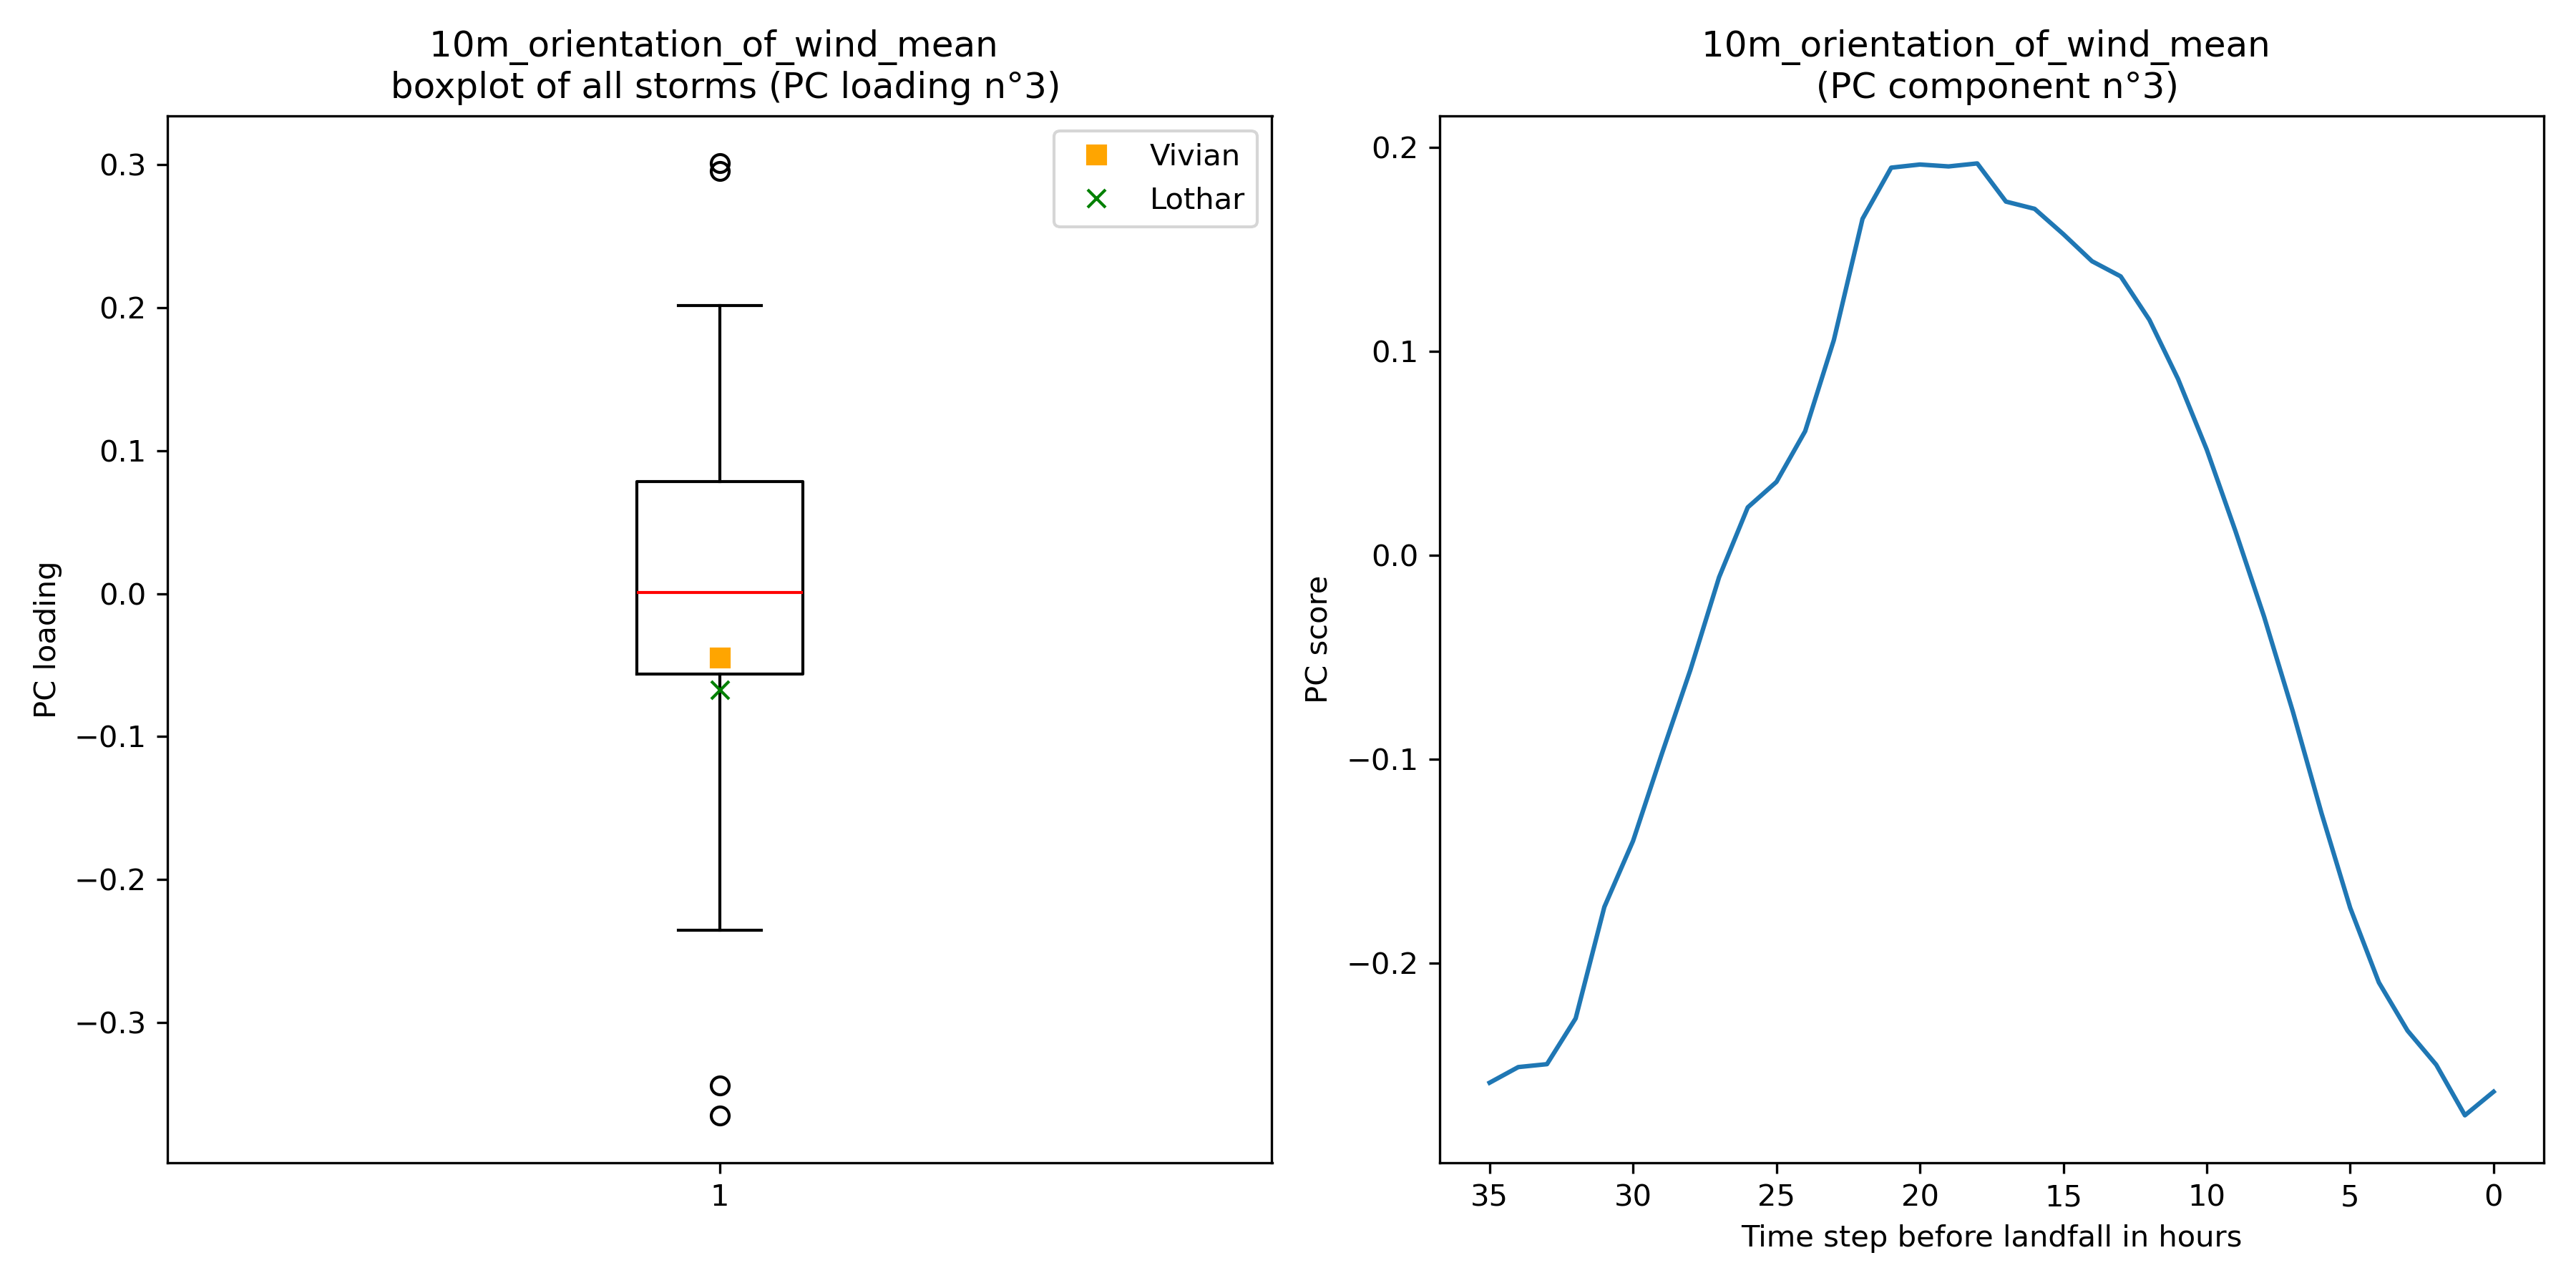 10m_orientation_of_wind_mean
boxplot of all storms (PC loading n°3)
PC loading
0.3
0.2
0.1
0.0
−0.1
−0.2
−0.3
1
Vivian
Lothar
10m_orientation_of_wind_mean
(PC component n°3)
PC score
0.2
0.1
0.0
−0.1
−0.2
35 30 25 20 15 10 5 0
Time step before landfall in hours